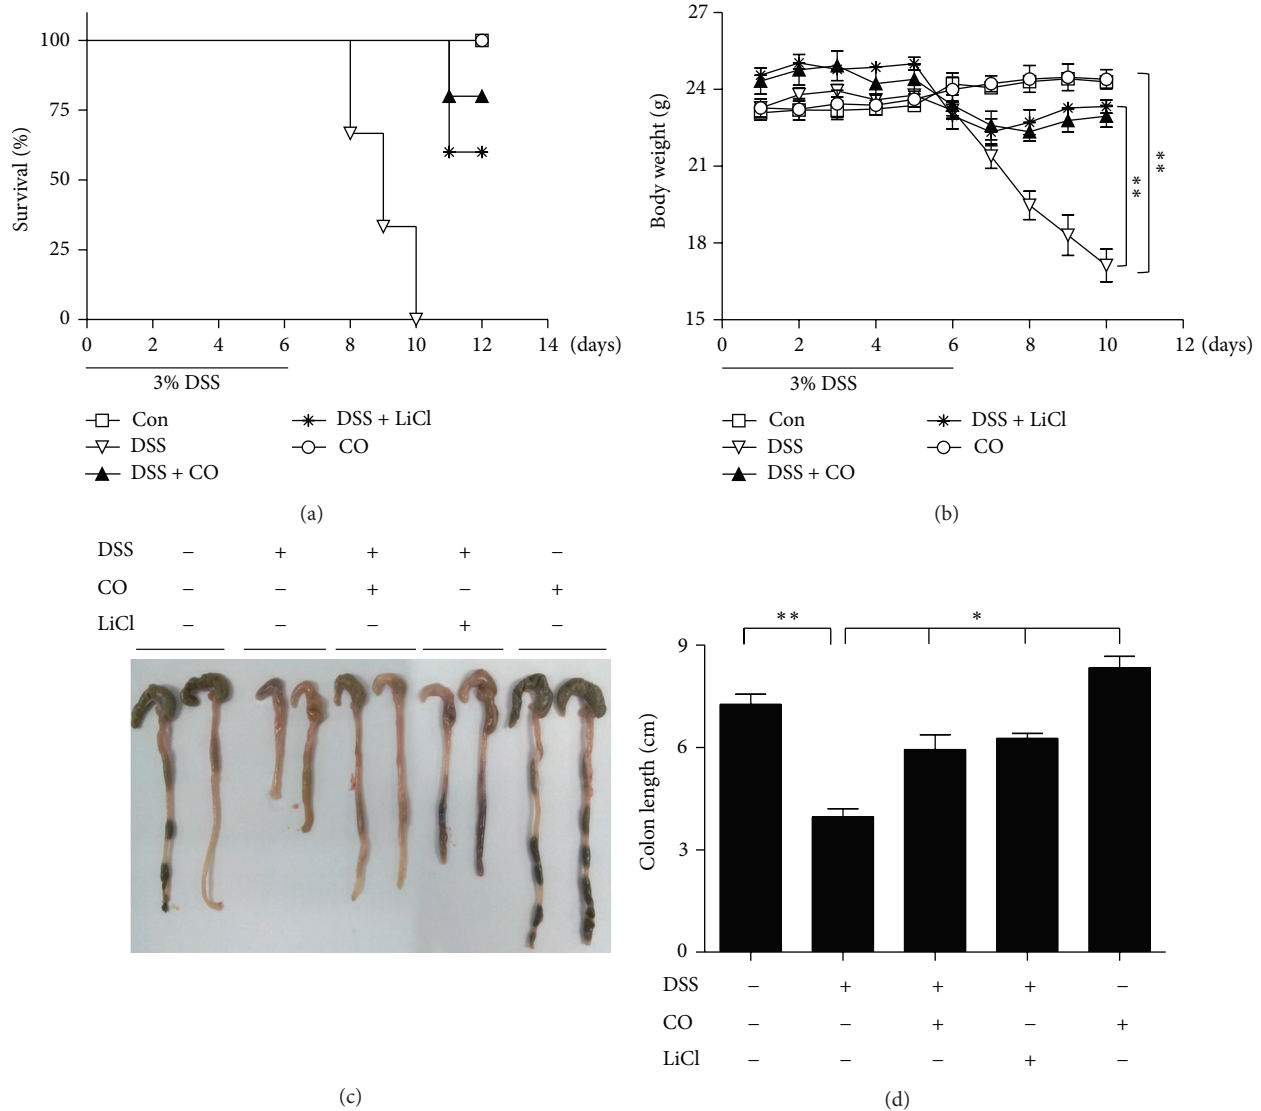 100
75
50
25
0
Survival (%)
0 2 4 6 8 10 12 14 (days)
3% DSS
Con
DSS
DSS + CO
DSS + LiCl
CO
(a)
27
24
21
18
15
Body weight (g)
**
**
0 2 4 6 8 10 12 (days)
3% DSS
Con
DSS
DSS + CO
DSS + LiCl
CO
(b)
DSS − + + + −
CO − − + − +
LiCl − − − + −
(c)
** *
9
6
3
0
Colon length (cm)
DSS − + + + −
CO − − + − +
LiCl − − − + −
(d)